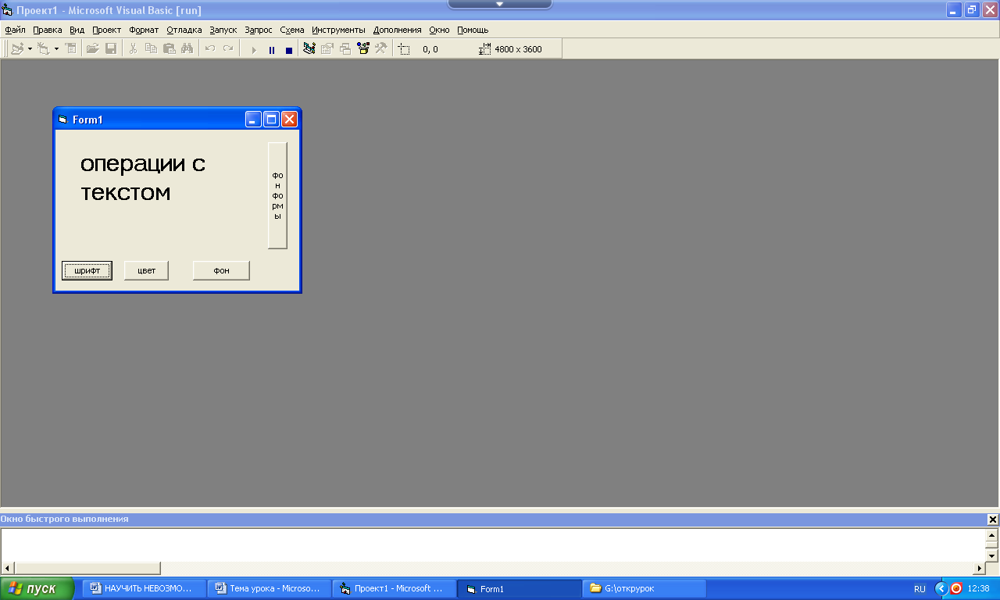 Проект1 - Microsoft Visual Basic [run]
Файл Правка Вид Проект Формат Отладка Запуск Запрос Схема Инструменты Дополнения Окно Помощь
0, 0 4800 x 3600
Form1
операции с
текстом
фо
н
фо
рм
ы
шрифт цвет фон
Окно быстрого выполнения
пуск НАУЧИТЬ НЕВОЗМО... Тема урока - Microso... Проект1 - Microsoft ... Form1 G:\открурок RU 12:38